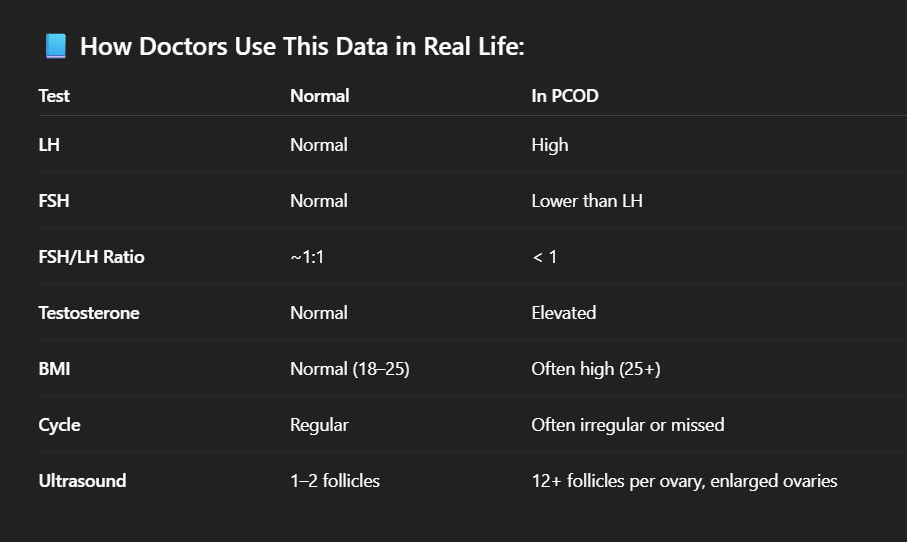 📘 How Doctors Use This Data in Real Life:
Test Normal In PCOD
LH Normal High
FSH Normal Lower than LH
FSH/LH Ratio ~1:1 < 1
Testosterone Normal Elevated
BMI Normal (18–25) Often high (25+)
Cycle Regular Often irregular or missed
Ultrasound 1–2 follicles 12+ follicles per ovary, enlarged ovaries